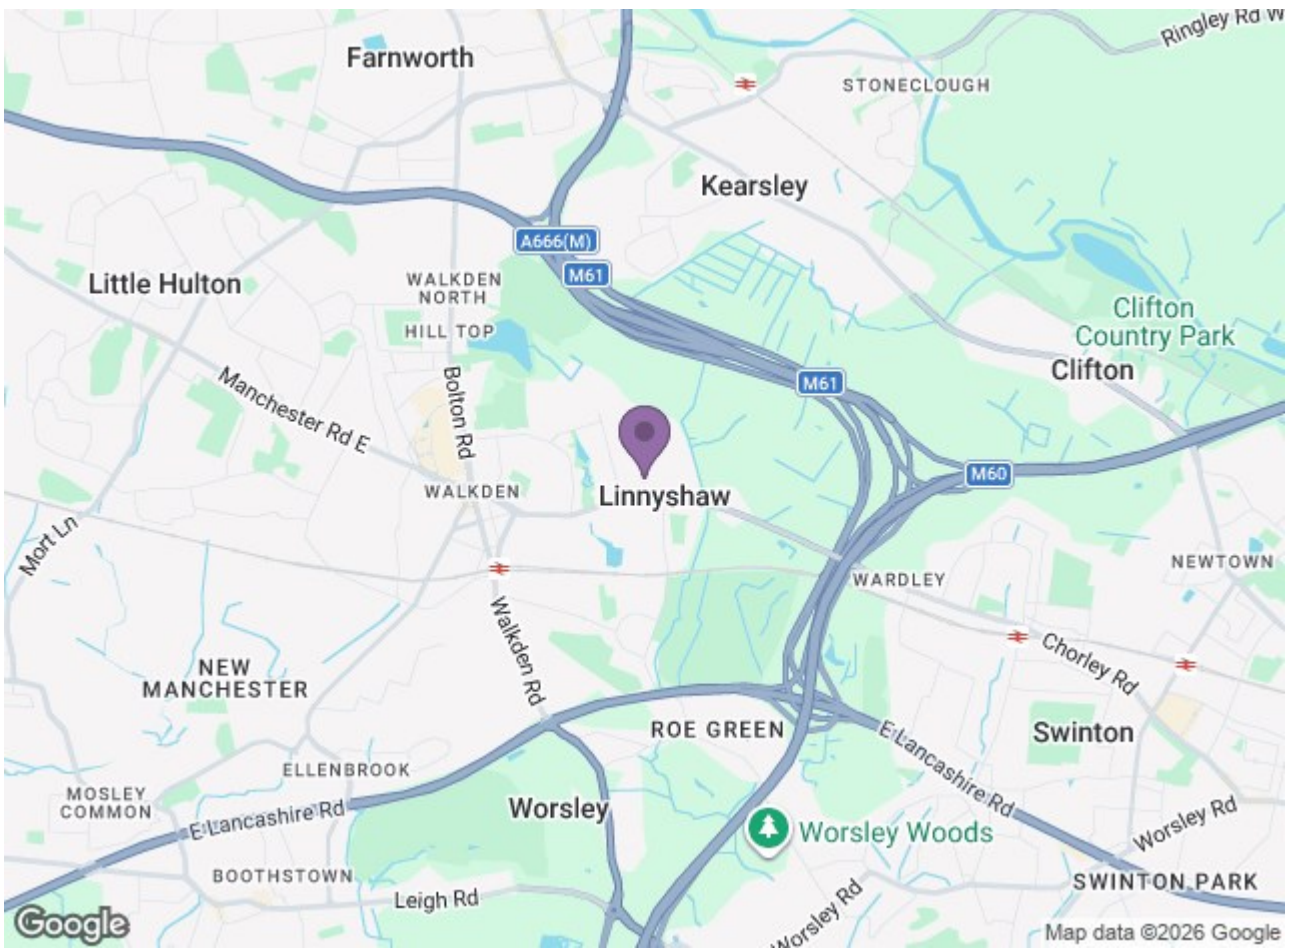 Ringley Rd W
Farnworth
STONECLOUGH
Kearsley
A666(M)
M61
Little Hulton
WALKDEN
NORTH
HILL TOP
Clifton
Country Park
Clifton
M61
Manchester Rd E
Bolton Rd
M60
WALKDEN
Linnyshaw
Mort Ln
NEWTOWN
WARDLEY
Walkden Rd
Chorley Rd
NEW
MANCHESTER
ROE GREEN
Swinton
E Lancashire Rd
ELLENBROOK
MOSLEY
COMMON
E Lancashire Rd
Worsley
Worsley Woods
Worsley Rd
BOOTHSTOWN
SWINTON PARK
Leigh Rd
Worsley Rd
Google
Map data ©2026 Google